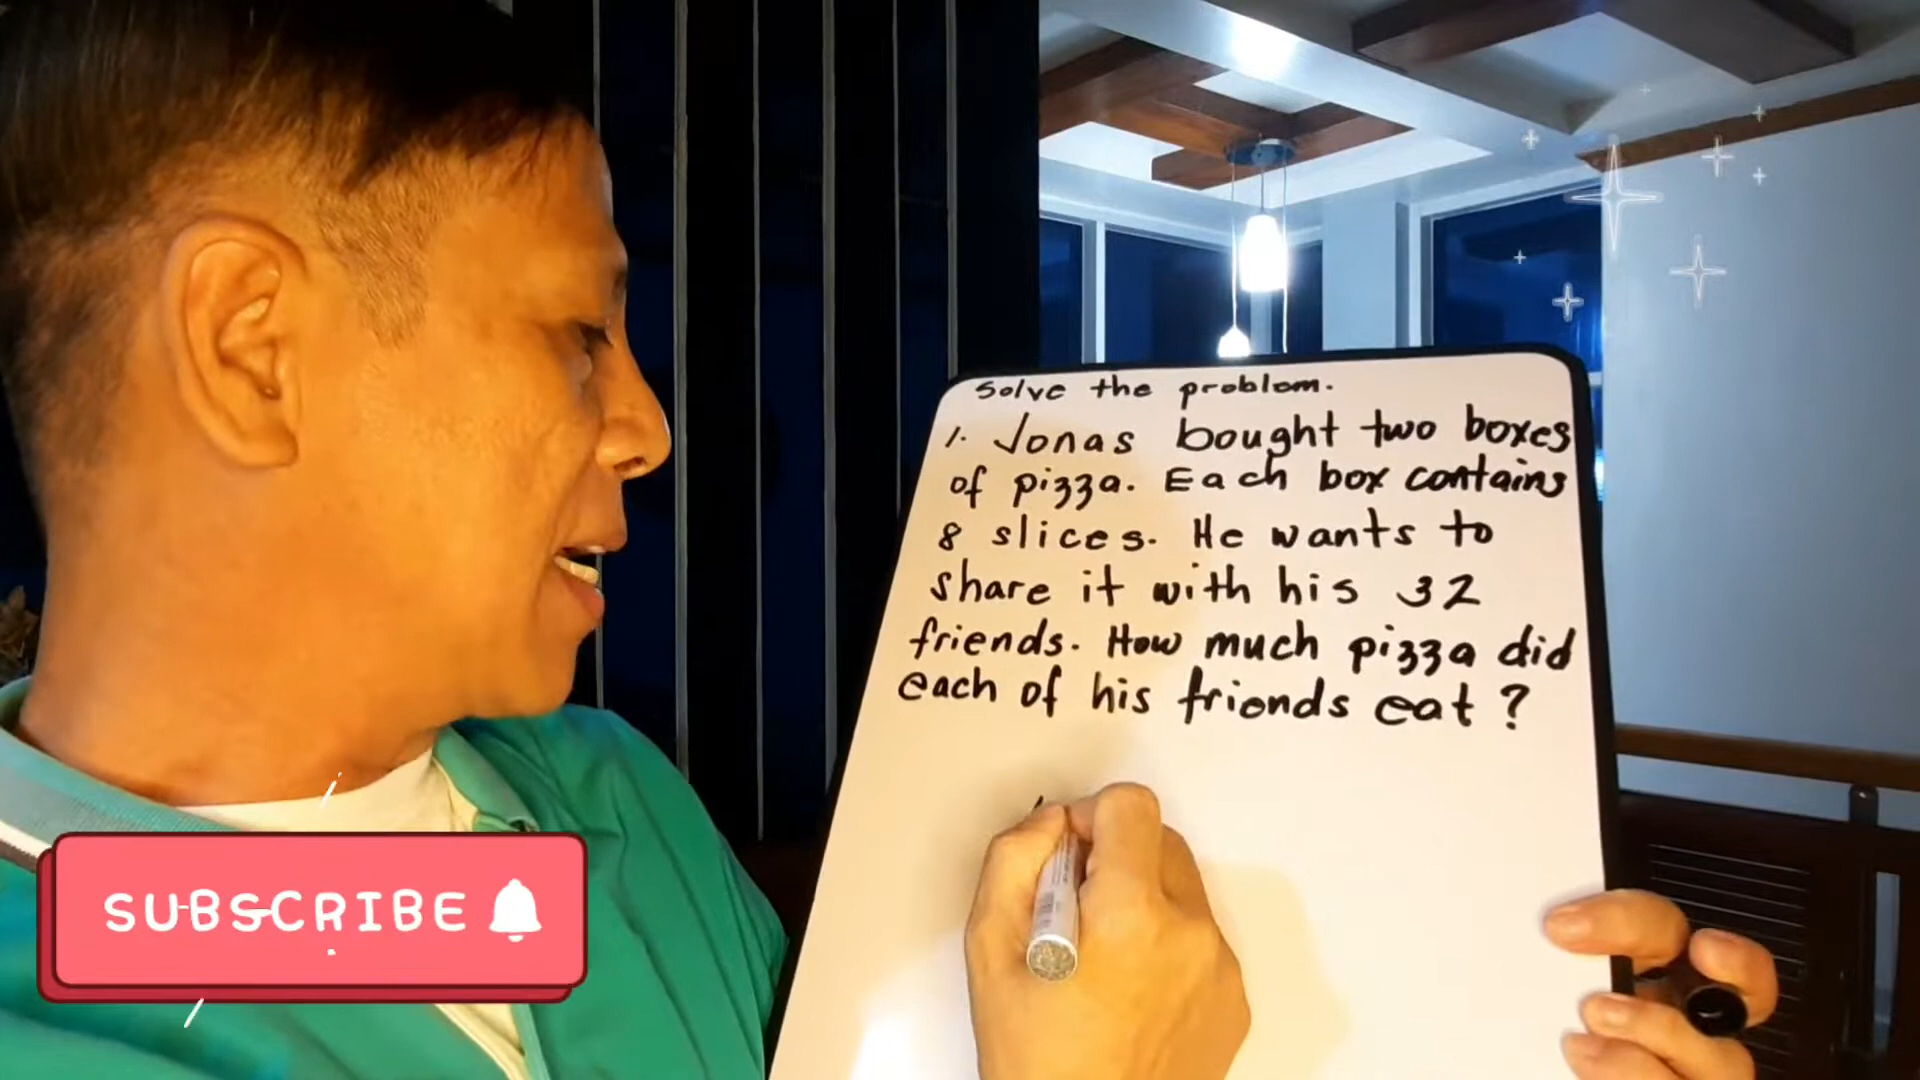 Solve the problem.
1. Jonas bought two boxes
of pizza. Each box contains
8 slices. He wants to
share it with his 32
friends. How much pizza did
each of his friends eat?
SUBSCRIBE